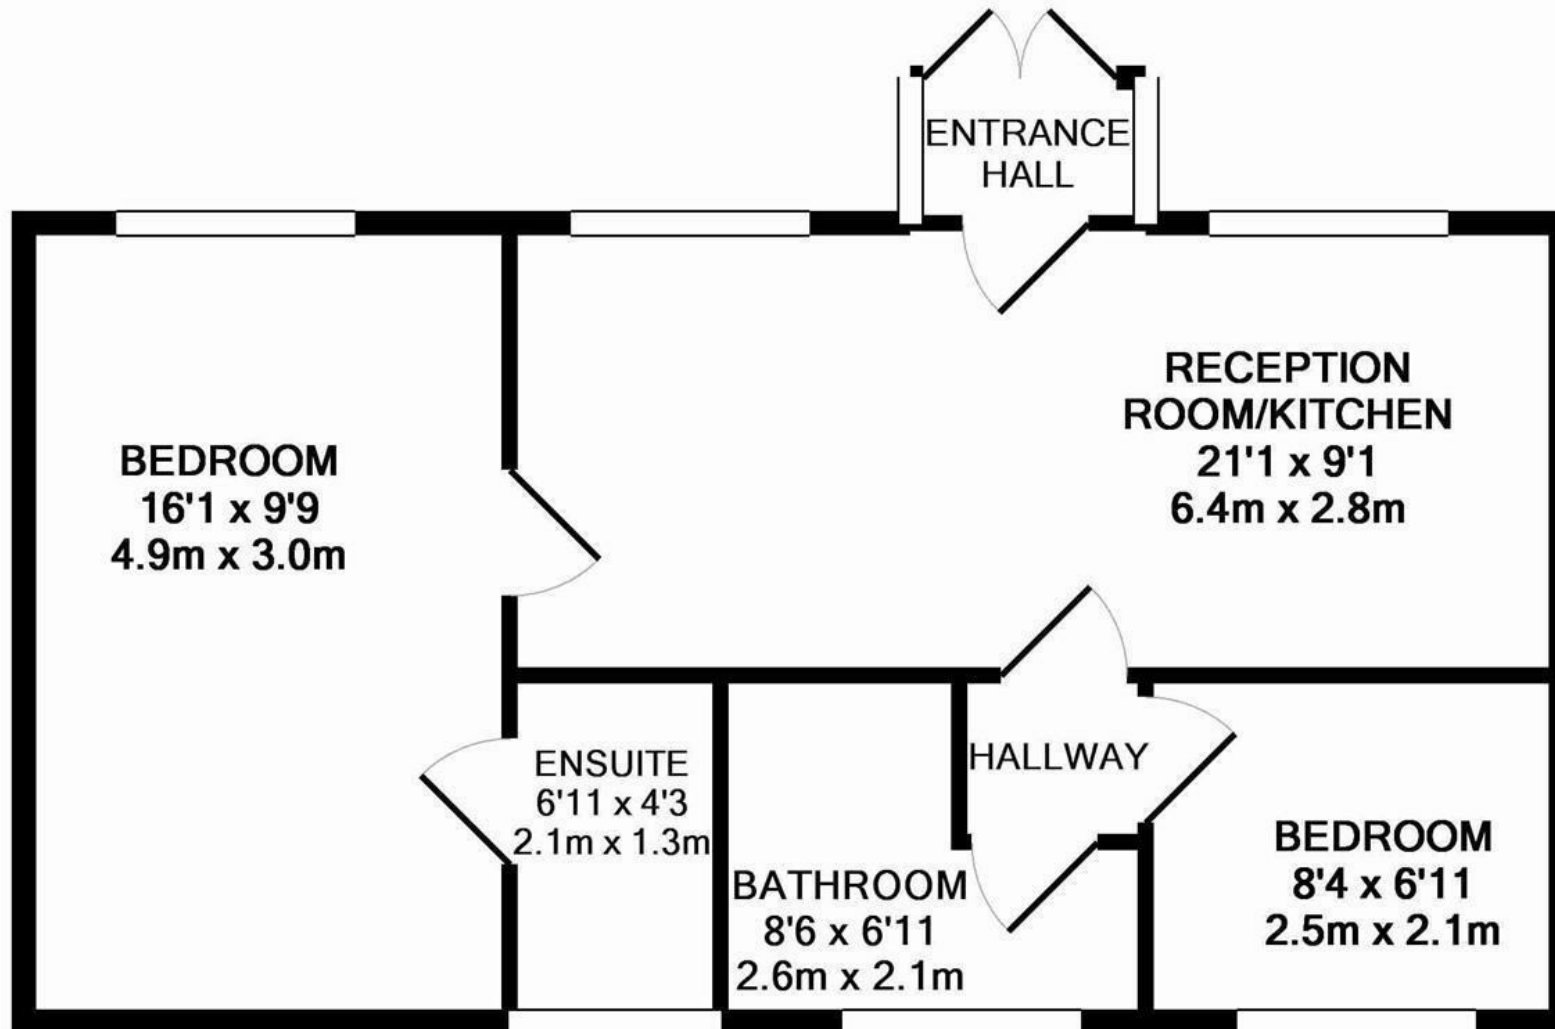 ENTRANCE
HALL
RECEPTION
ROOM/KITCHEN
21'1 x 9'1
6.4m x 2.8m
BEDROOM
16'1 x 9'9
4.9m x 3.0m
ENSUITE
6'11 x 4'3
2.1m x 1.3m
HALLWAY
BATHROOM
8'6 x 6'11
2.6m x 2.1m
BEDROOM
8'4 x 6'11
2.5m x 2.1m